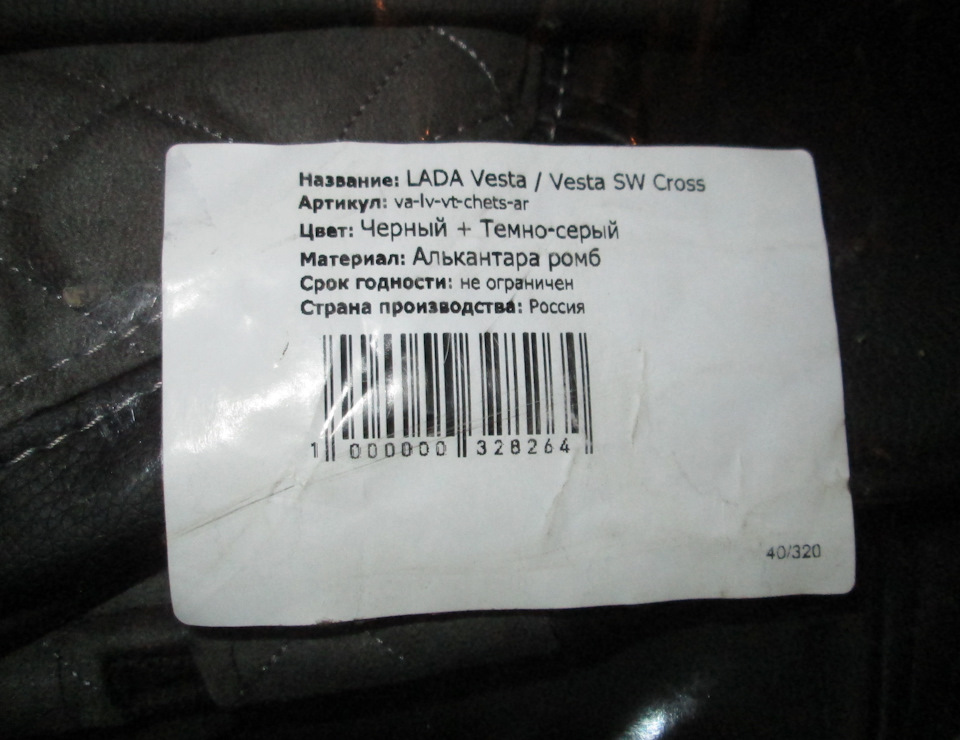 Название: LADA Vesta / Vesta SW Cross
Артикул: va-lv-vt-chets-ar
Цвет: Черный + Темно-серый
Материал: Алькантара ромб
Срок годности: не ограничен
Страна производства: Россия
1 000000 328264
40/320